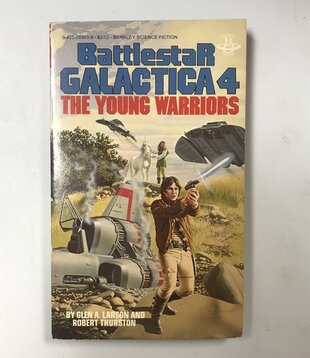 BERKLEY SCIENCE FICTION
BattlestaR
GALACTICA 4
THE YOUNG WARRIORS
BY GLEN A. LARSON AND
ROBERT THURSTON